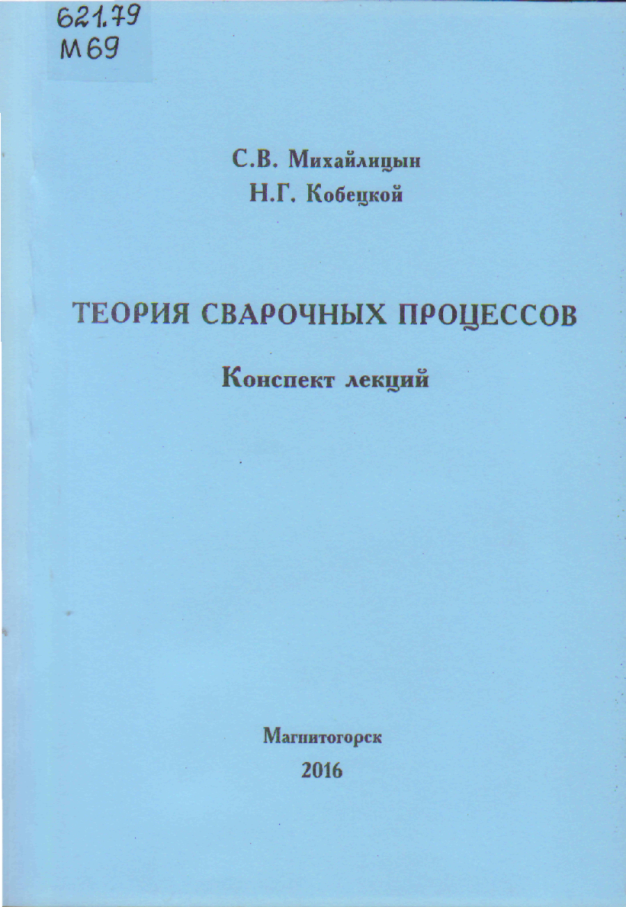 621.79
М69
С.В. Михайлицын
Н.Г. Кобецкой
ТЕОРИЯ СВАРОЧНЫХ ПРОЦЕССОВ
Конспект лекций
Магнитогорск
2016